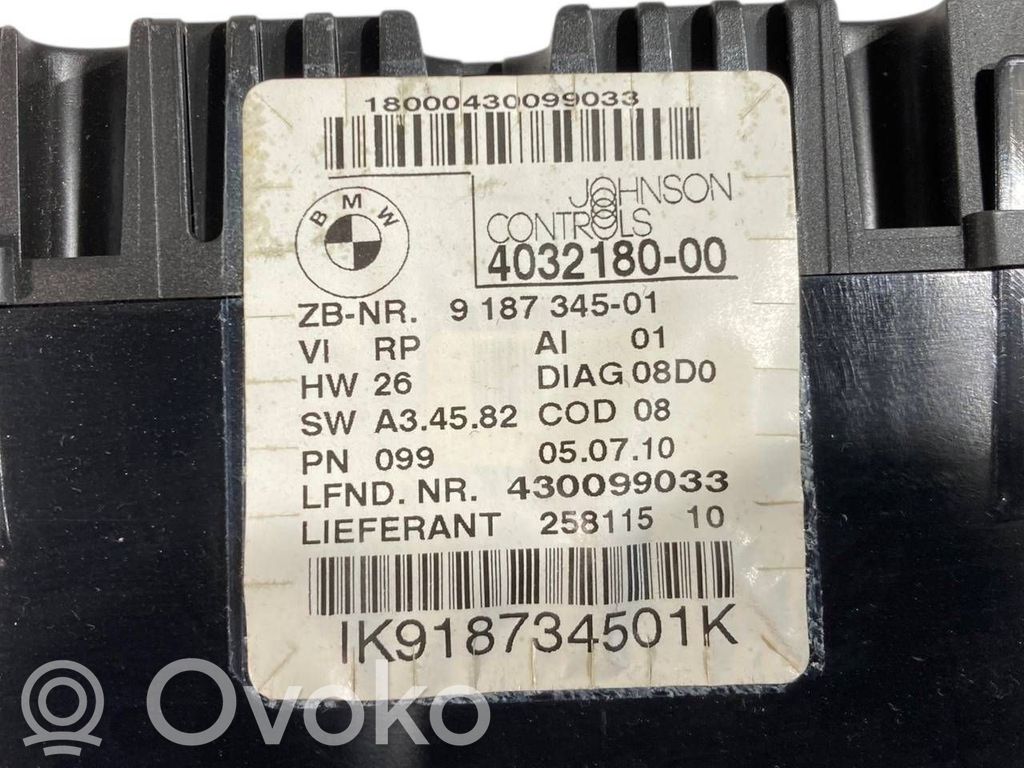 18000430099033
BMW
JOHNSON
CONTROLS
4032180-00
ZB-NR. 9 187 345-01
VI RP AI 01
HW 26 DIAG 08D0
SW A3.45.82 COD 08
PN 099 05.07.10
LFND. NR. 430099033
LIEFERANT 258115 10
IK918734501K
Ovoko